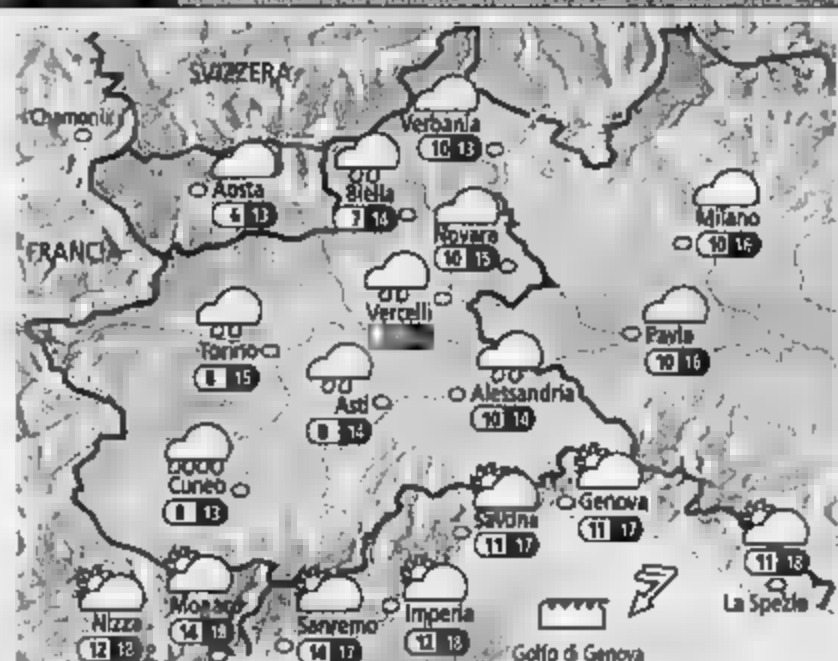 SVIZZERA
Chamonix
Verbania
10 13
Aosta
6 13
Biella
7 14
Novara
10 15
Milano
10 16
FRANCIA
Vercelli
Torino
8 15
Pavia
10 16
Asti
8 14
Alessandria
10 14
Cuneo
8 13
Savona
11 17
Genova
11 17
11 18
La Spezia
Nizza
12 18
Monaco
14
Sanremo
14 17
Imperia
12 18
Golfo di Genova